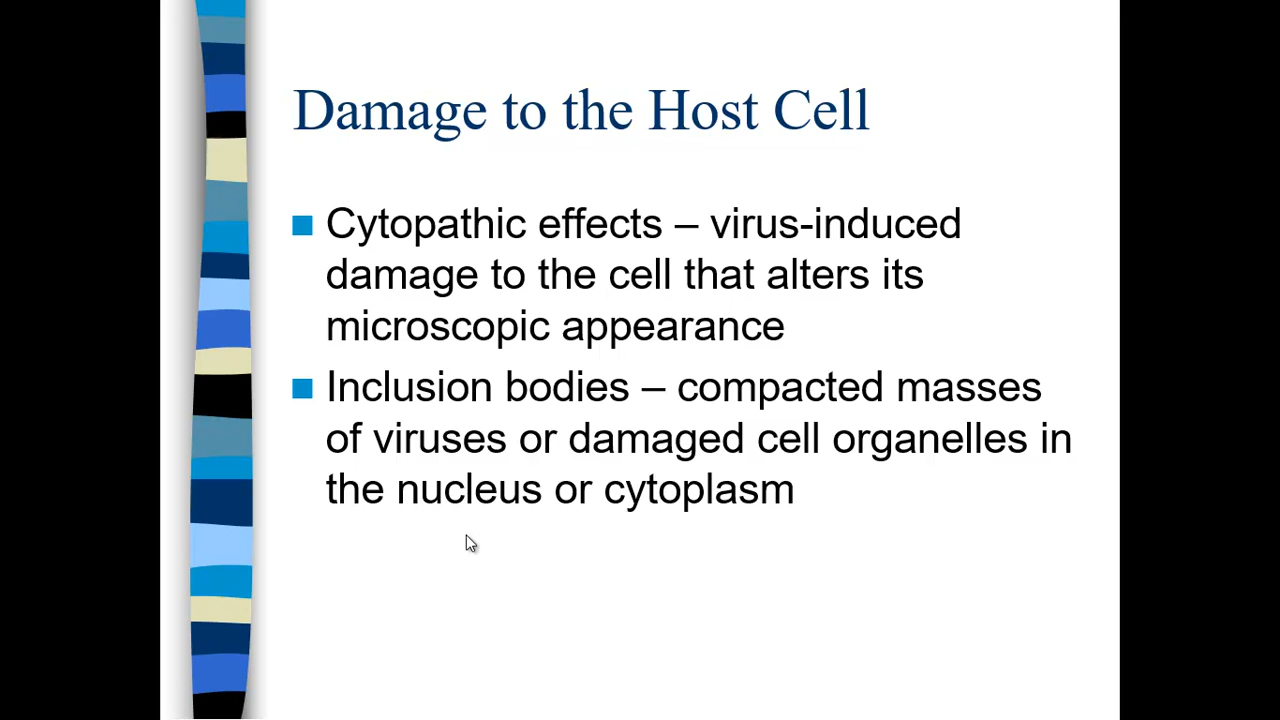 Damage to the Host Cell
Cytopathic effects – virus-induced
damage to the cell that alters its
microscopic appearance
Inclusion bodies – compacted masses
of viruses or damaged cell organelles in
the nucleus or cytoplasm